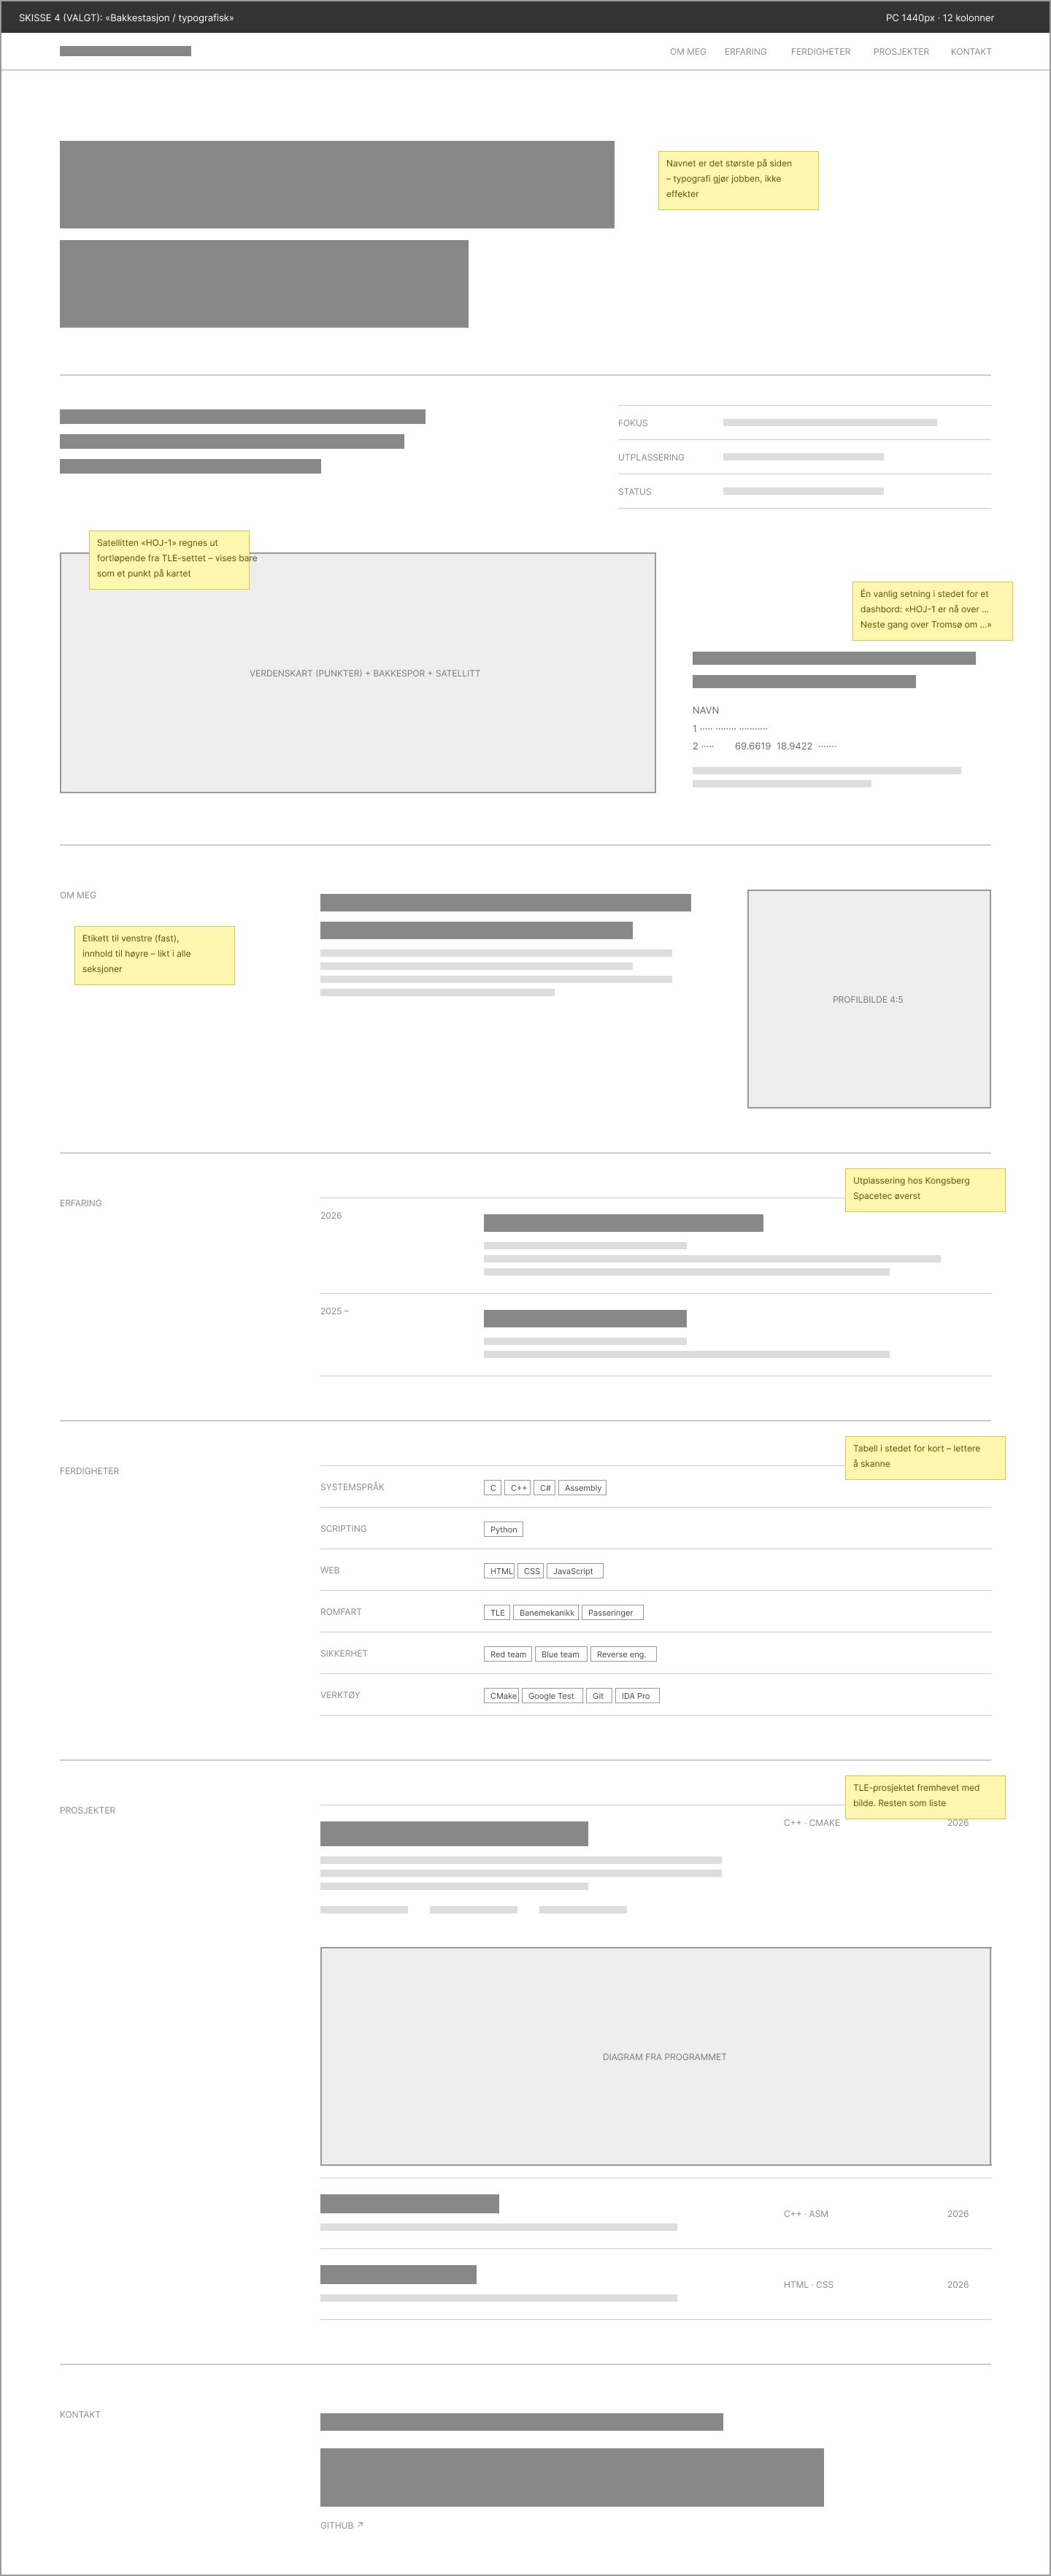 SKISSE 4 (VALGT): «Bakkestasjon / typografisk»
PC 1440px · 12 kolonner
OM MEG
ERFARING
FERDIGHETER
PROSJEKTER
KONTAKT
Navnet er det største på siden
– typografi gjør jobben, ikke
effekter
FOKUS
UTPLASSERING
STATUS
Satellitten «HOJ-1» regnes ut
fortløpende fra TLE-settet – vises bare
som et punkt på kartet
VERDENSKART (PUNKTER) + BAKKESPOR + SATELLITT
Én vanlig setning i stedet for et
dashbord: «HOJ-1 er nå over ...
Neste gang over Tromsø om ...»
NAVN
1 ····· ········ ···········
2 ····· 69.6619 18.9422 ·······
OM MEG
Etikett til venstre (fast),
innhold til høyre – likt i alle
seksjoner
PROFILBILDE 4:5
Utplassering hos Kongsberg
Spacetec øverst
ERFARING
2026
2025 –
Tabell i stedet for kort – lettere
å skanne
FERDIGHETER
SYSTEMSPRÅK
C
C++
C#
Assembly
SCRIPTING
Python
WEB
HTML
CSS
JavaScript
ROMFART
TLE
Banemekanikk
Passeringer
SIKKERHET
Red team
Blue team
Reverse eng.
VERKTØY
CMake
Google Test
Git
IDA Pro
TLE-prosjektet fremhevet med
bilde. Resten som liste
PROSJEKTER
C++ · CMAKE
2026
DIAGRAM FRA PROGRAMMET
C++ · ASM
2026
HTML · CSS
2026
KONTAKT
GITHUB ↗